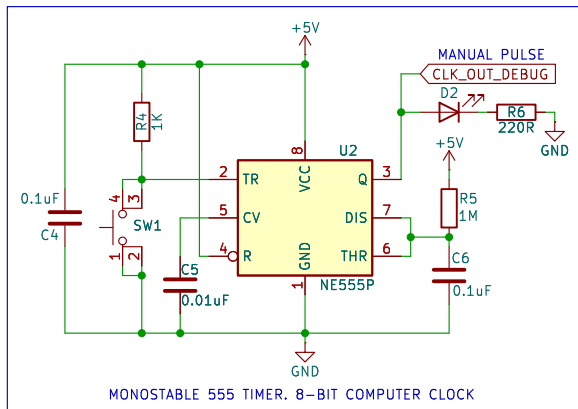 +5V
MANUAL PULSE
CLK_OUT_DEBUG
D2
R4
1K
R6
220R
GND
U2
+5V
8
VCC
2
TR
Q
3
4
3
0.1uF
C4
SW1
5
CV
DIS
7
R5
1M
1
2
4
R
GND
THR
6
C5
0.01uF
1
NE555P
C6
0.1uF
GND
MONOSTABLE 555 TIMER. 8-BIT COMPUTER CLOCK